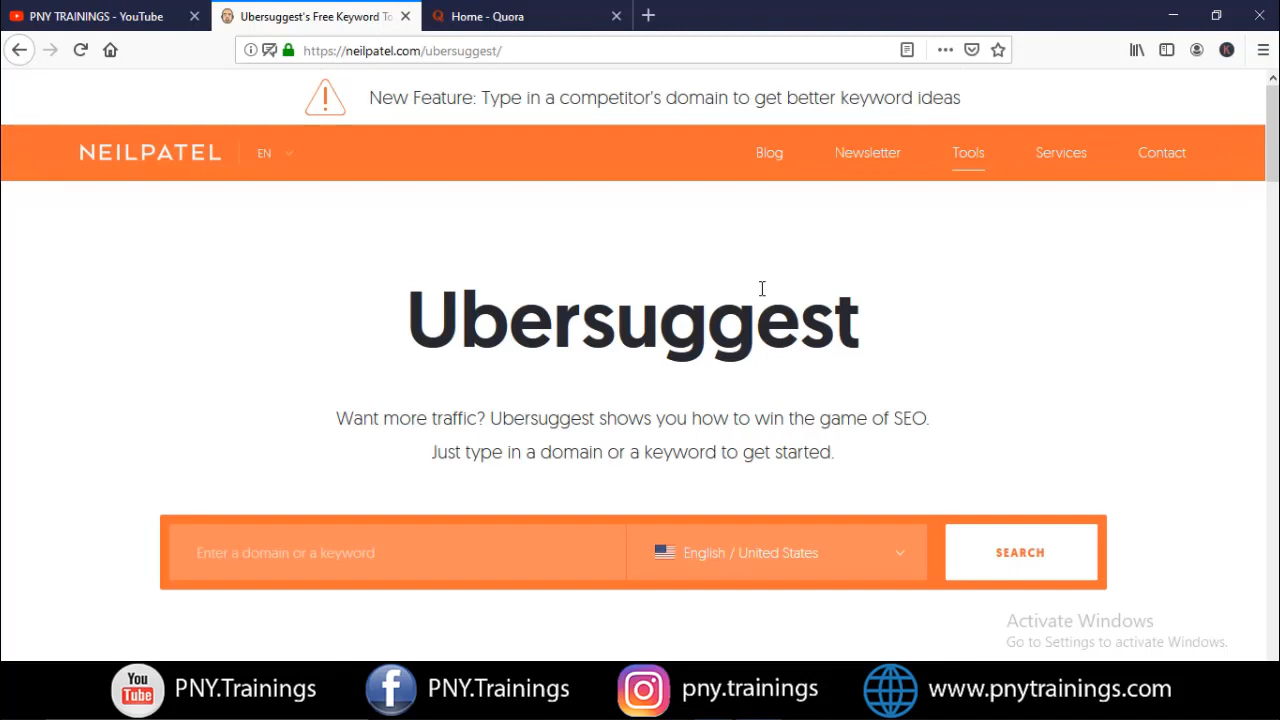 PNY TRAININGS - YouTube
Ubersuggest's Free Keyword To
Home - Quora
https://neilpatel.com/ubersuggest/
New Feature: Type in a competitor's domain to get better keyword ideas
NEILPATEL
EN
Blog
Newsletter
Tools
Services
Contact
Ubersuggest
Want more traffic? Ubersuggest shows you how to win the game of SEO.
Just type in a domain or a keyword to get started.
Enter a domain or a keyword
English / United States
SEARCH
Activate Windows
Go to Settings to activate Windows.
You Tube
PNY.Trainings
f
PNY.Trainings
pny.trainings
www.pnytrainings.com